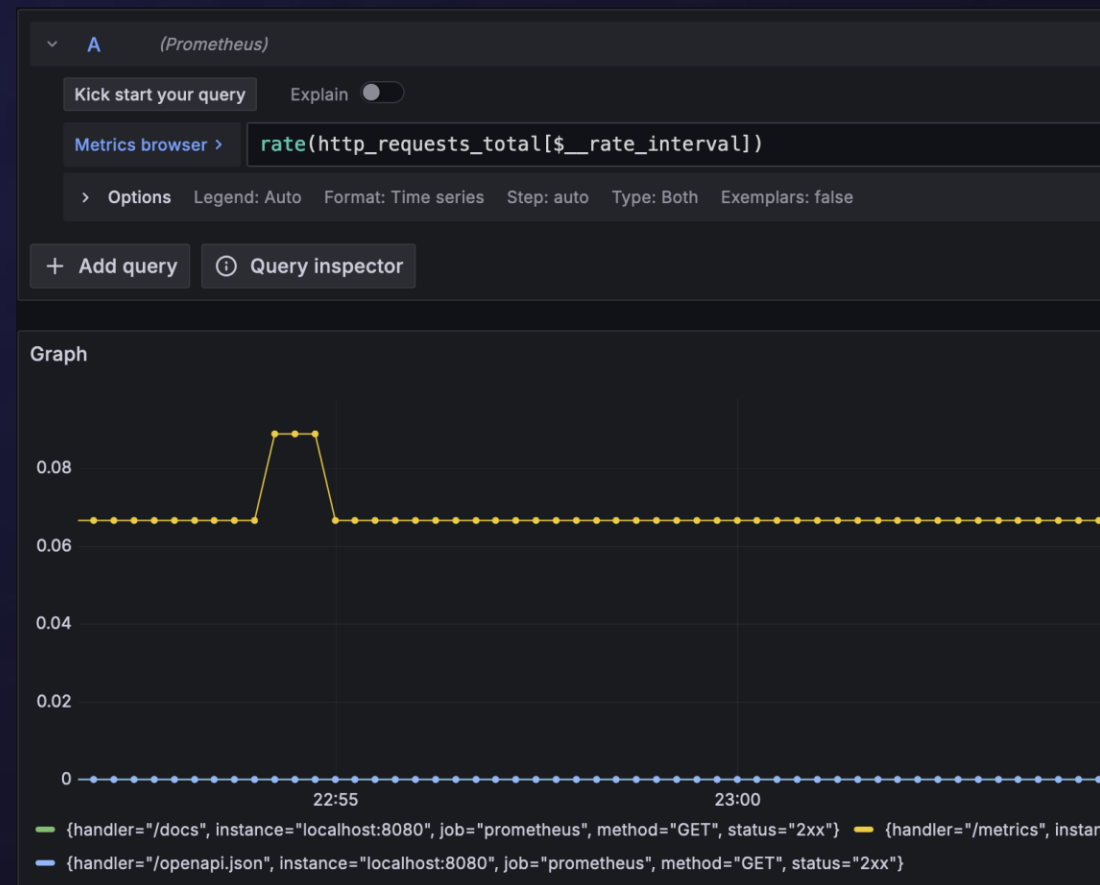 A (Prometheus)
Kick start your query Explain
Metrics browser > rate(http_requests_total[$__rate_interval])
> Options Legend: Auto Format: Time series Step: auto Type: Both Exemplars: false
+ Add query Query inspector
Graph
0.08
0.06
0.04
0.02
0
22:55 23:00
{handler="/docs", instance="localhost:8080", job="prometheus", method="GET", status="2xx"} {handler="/metrics", instan
{handler="/openapi.json", instance="localhost:8080", job="prometheus", method="GET", status="2xx"}